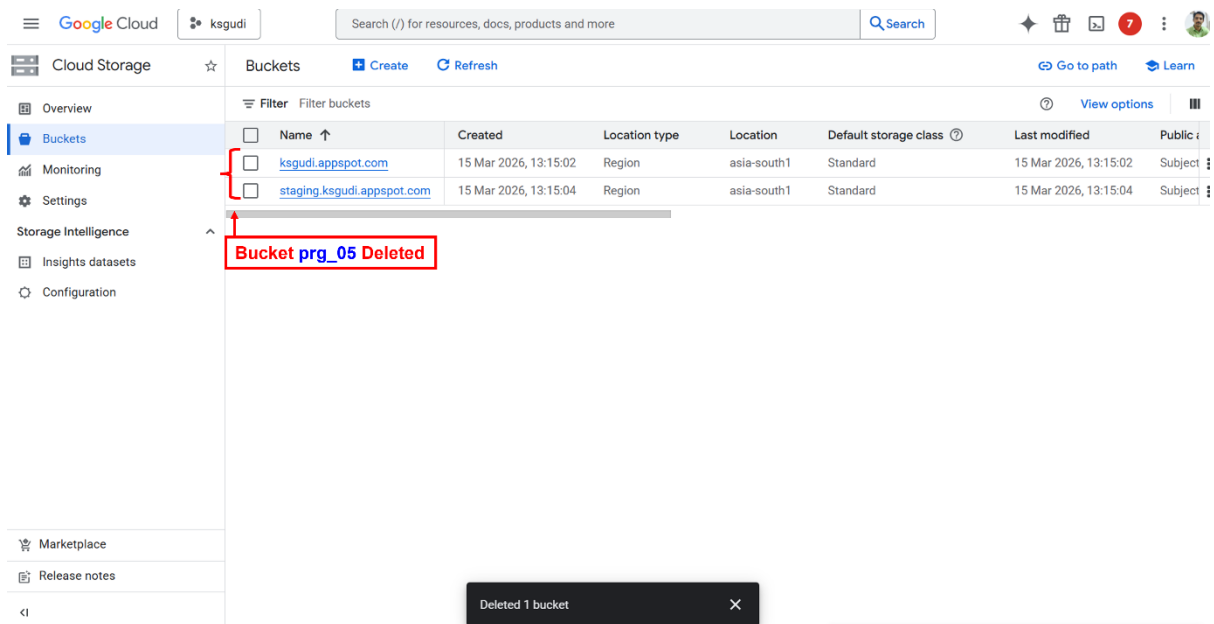 Google Cloud ksgudi Search (/) for resources, docs, products and more Search 7
Cloud Storage Buckets Create Refresh Go to path Learn
Overview
Buckets
Monitoring
Settings
Storage Intelligence
Insights datasets
Configuration
Filter Filter buckets View options
Name Created Location type Location Default storage class Last modified Public a
ksgudi.appspot.com 15 Mar 2026, 13:15:02 Region asia-south1 Standard 15 Mar 2026, 13:15:02 Subject
staging.ksgudi.appspot.com 15 Mar 2026, 13:15:04 Region asia-south1 Standard 15 Mar 2026, 13:15:04 Subject
Bucket prg_05 Deleted
Marketplace
Release notes
Deleted 1 bucket